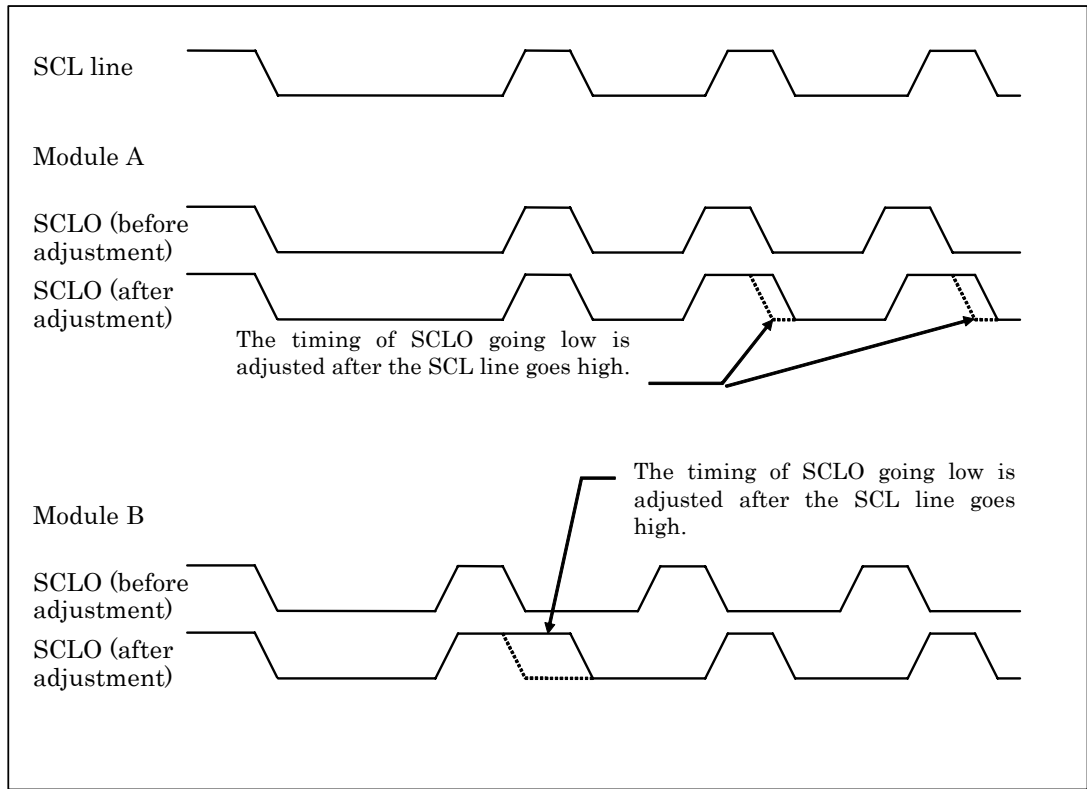 SCL line
Module A
SCLO (before
adjustment)
SCLO (after
adjustment)
The timing of SCLO going low is
adjusted after the SCL line goes high.
The timing of SCLO going low is
adjusted after the SCL line goes
high.
Module B
SCLO (before
adjustment)
SCLO (after
adjustment)